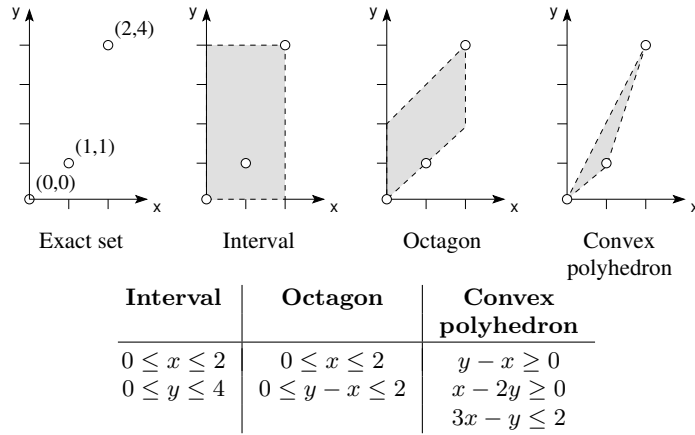 y y y y
(2,4)
(1,1)
(0,0)
x x x x
Exact set Interval Octagon Convex
polyhedron
Interval Octagon Convex
polyhedron
0 ≤ x ≤ 2 0 ≤ x ≤ 2 y − x ≥ 0
0 ≤ y ≤ 4 0 ≤ y − x ≤ 2 x − 2y ≥ 0
3x − y ≤ 2